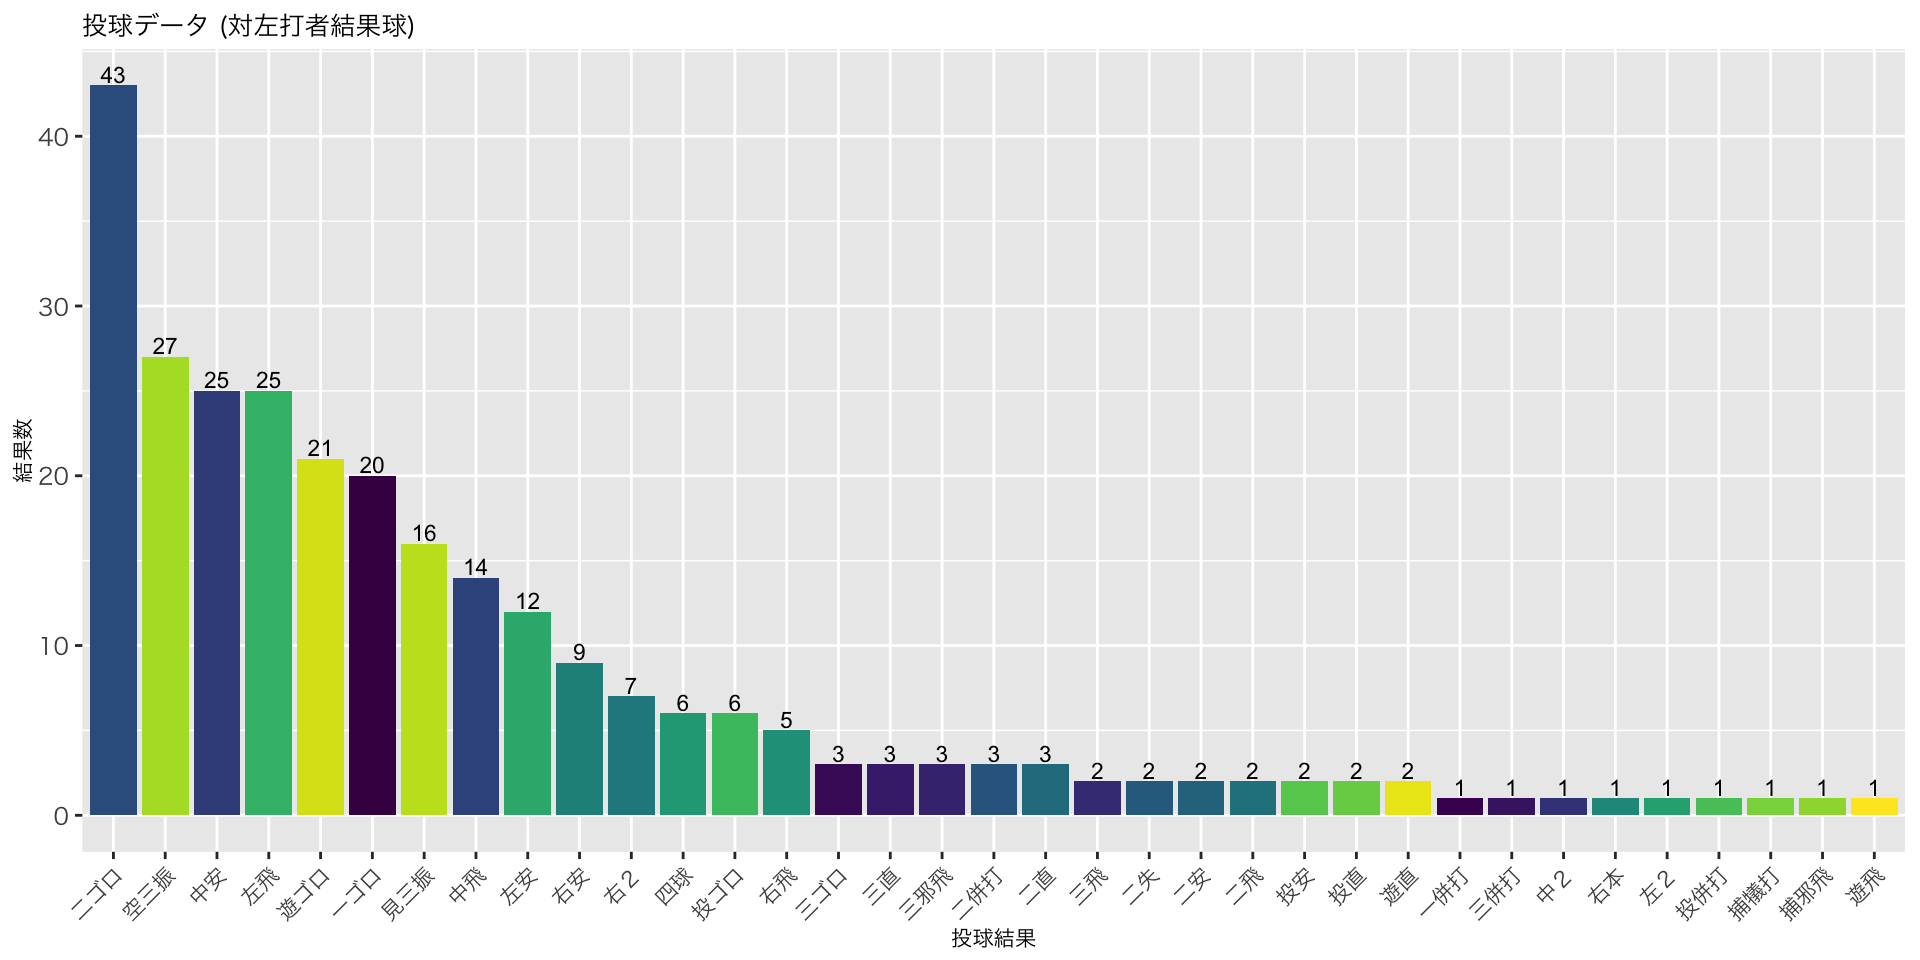 投球データ (対左打者結果球)
結果数
40
30
20
10
0
43
27
25
25
21
20
16
14
12
9
7
6
6
5
3
3
3
3
3
2
2
2
2
2
2
2
1
1
1
1
1
1
1
1
1
二ゴロ
空三振
中安
左飛
遊ゴロ
一ゴロ
見三振
中飛
左安
右安
右２
四球
投ゴロ
右飛
三ゴロ
三直
三邪飛
二併打
二直
三飛
二失
二安
二飛
投安
投直
遊直
一併打
三併打
中２
右本
左２
投併打
捕犠打
捕邪飛
遊飛
投球結果